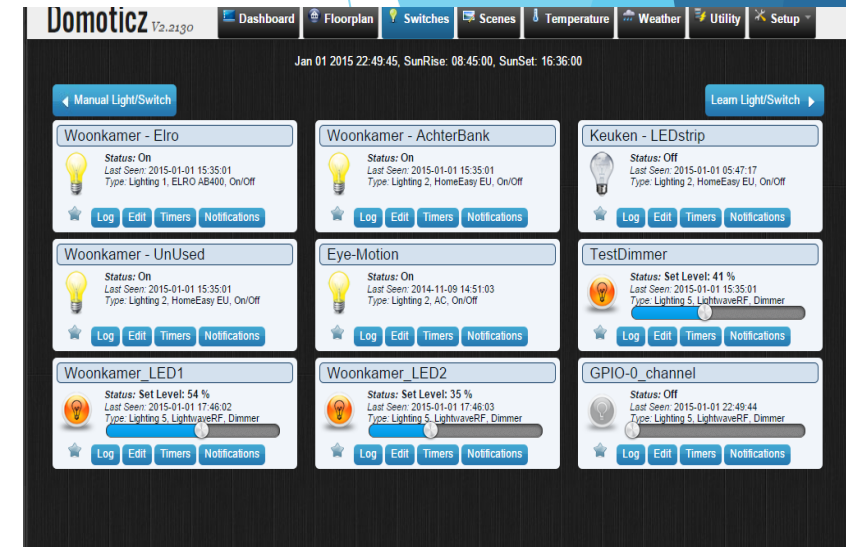 Domoticz V2.2130
Dashboard Floorplan Switches Scenes Temperature Weather Utility Setup
Jan 01 2015 22:49:45, SunRise: 08:45:00, SunSet: 16:36:00
Manual Light/Switch
Learn Light/Switch
Woonkamer - Elro
Status: On
Last Seen: 2015-01-01 15:35:01
Type: Lighting 1, ELRO AB400, On/Off
Log Edit Timers Notifications
Woonkamer - AchterBank
Status: On
Last Seen: 2015-01-01 15:35:01
Type: Lighting 2, HomeEasy EU, On/Off
Log Edit Timers Notifications
Keuken - LEDstrip
Status: Off
Last Seen: 2015-01-01 05:47:17
Type: Lighting 2, HomeEasy EU, On/Off
Log Edit Timers Notifications
Woonkamer - UnUsed
Status: On
Last Seen: 2015-01-01 15:35:01
Type: Lighting 2, HomeEasy EU, On/Off
Log Edit Timers Notifications
Eye-Motion
Status: On
Last Seen: 2014-11-09 14:51:03
Type: Lighting 2, AC, On/Off
Log Edit Timers Notifications
TestDimmer
Status: Set Level: 41 %
Last Seen: 2015-01-01 15:35:01
Type: Lighting 5, LightwaveRF, Dimmer
Log Edit Timers Notifications
Woonkamer_LED1
Status: Set Level: 54 %
Last Seen: 2015-01-01 17:46:02
Type: Lighting 5, LightwaveRF, Dimmer
Log Edit Timers Notifications
Woonkamer_LED2
Status: Set Level: 35 %
Last Seen: 2015-01-01 17:46:03
Type: Lighting 5, LightwaveRF, Dimmer
Log Edit Timers Notifications
GPIO-0_channel
Status: Off
Last Seen: 2015-01-01 22:49:44
Type: Lighting 5, LightwaveRF, Dimmer
Log Edit Timers Notifications